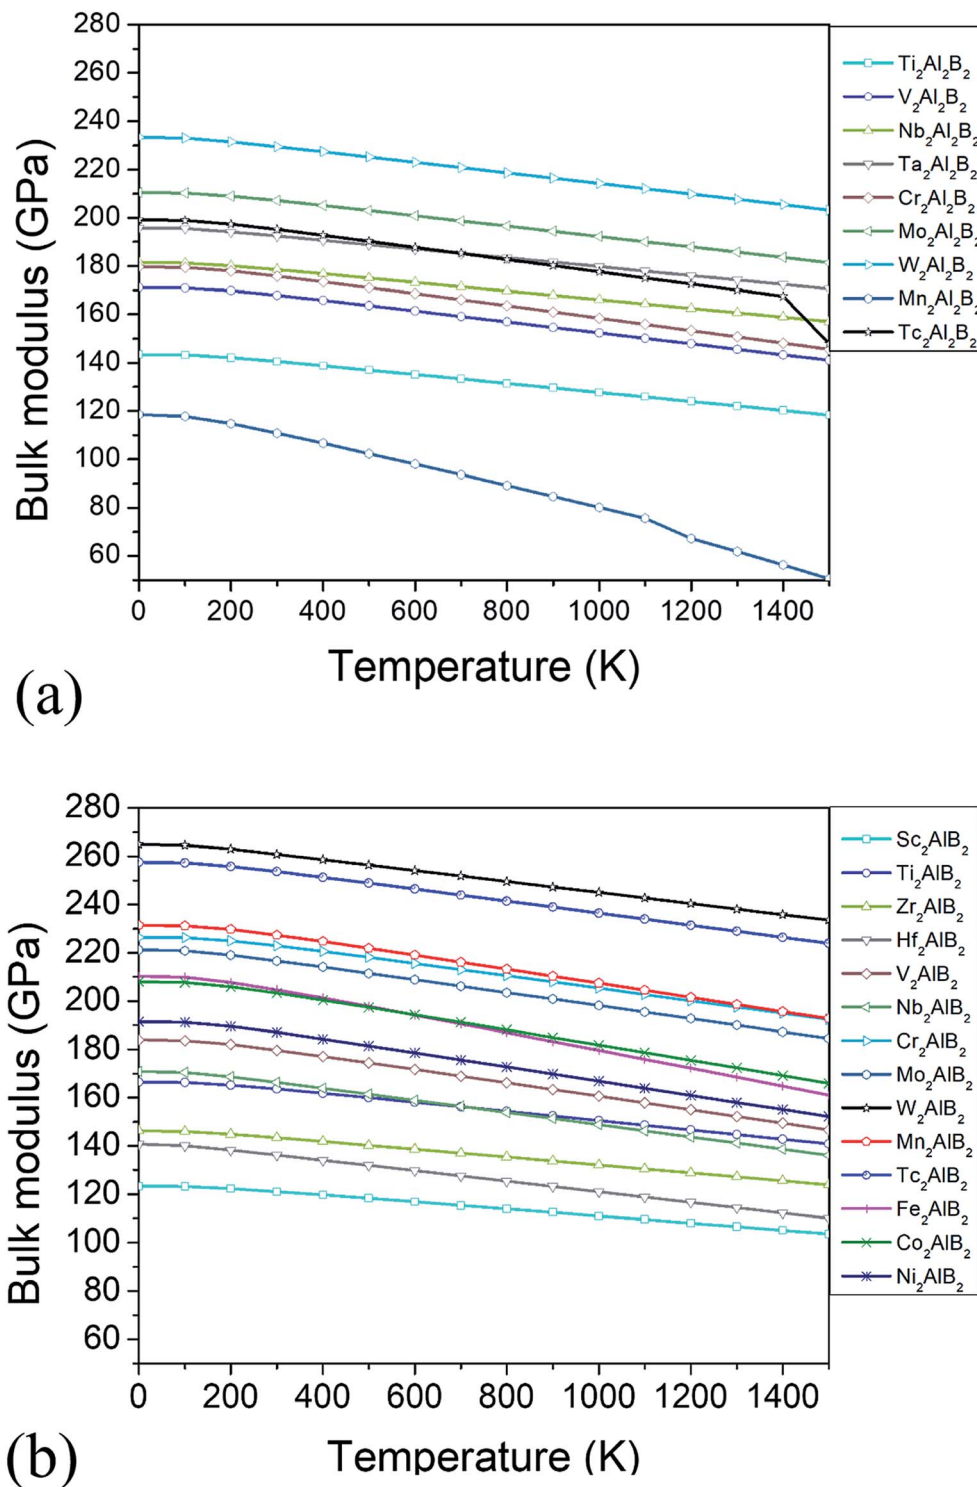 280
260
240
220
200
180
160
140
120
100
80
60
Bulk modulus (GPa)
0 200 400 600 800 1000 1200 1400
Temperature (K)
(a)
Ti₂Al₂B₂
V₂Al₂B₂
Nb₂Al₂B₂
Ta₂Al₂B₂
Cr₂Al₂B₂
Mo₂Al₂B₂
W₂Al₂B₂
Mn₂Al₂B₂
Tc₂Al₂B₂
280
260
240
220
200
180
160
140
120
100
80
60
Bulk modulus (GPa)
0 200 400 600 800 1000 1200 1400
Temperature (K)
(b)
Sc₂AlB₂
Ti₂AlB₂
Zr₂AlB₂
Hf₂AlB₂
V₂AlB₂
Nb₂AlB₂
Cr₂AlB₂
Mo₂AlB₂
W₂AlB₂
Mn₂AlB₂
Tc₂AlB₂
Fe₂AlB₂
Co₂AlB₂
Ni₂AlB₂